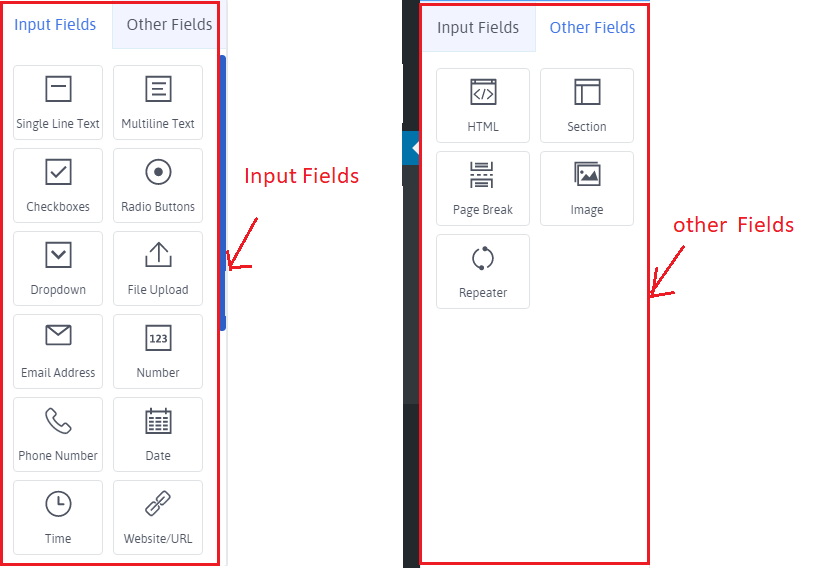 Input Fields
Other Fields
Single Line Text
Multiline Text
Checkboxes
Radio Buttons
Dropdown
File Upload
Email Address
123
Number
Phone Number
Date
Time
Website/URL
Input Fields
Input Fields
Other Fields
HTML
Section
Page Break
Image
Repeater
other Fields